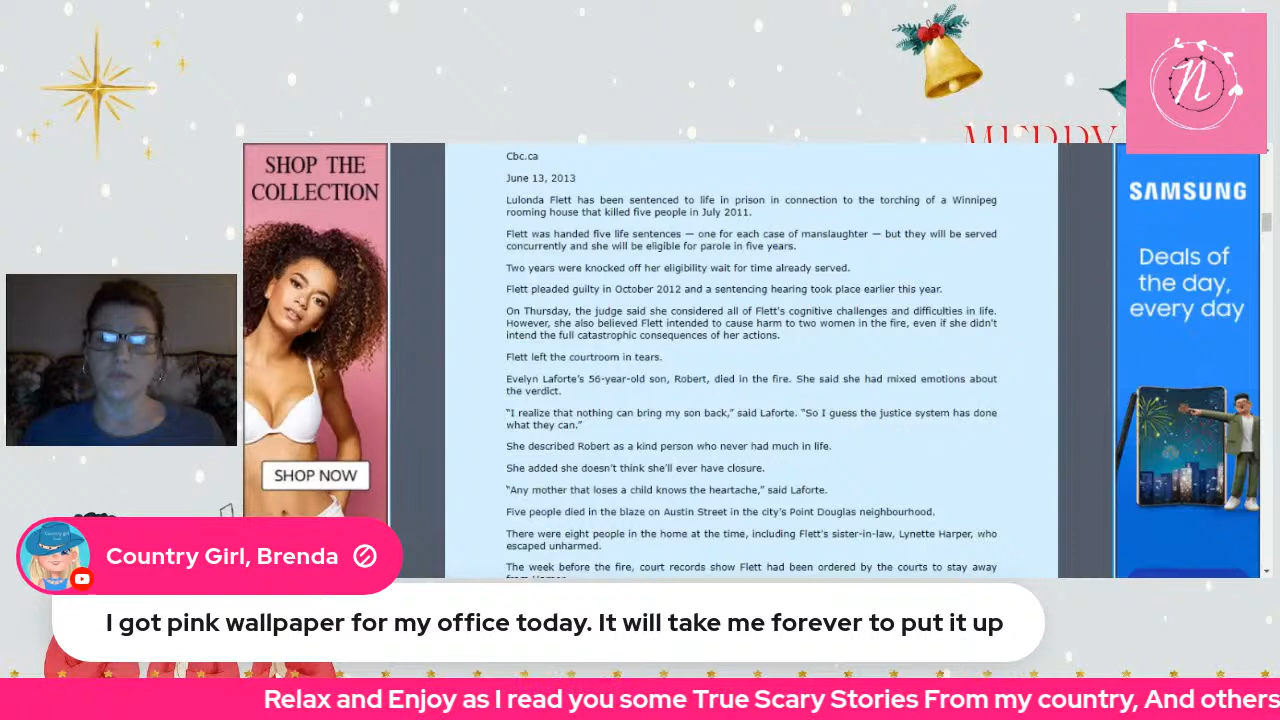 n
MERRY
SHOP THE
COLLECTION
SHOP NOW
Cbc.ca
June 13, 2013
Lulonda Flett has been sentenced to life in prison in connection to the torching of a Winnipeg
rooming house that killed five people in July 2011.
Flett was handed five life sentences — one for each case of manslaughter — but they will be served
concurrently and she will be eligible for parole in five years.
Two years were knocked off her eligibility wait for time already served.
Flett pleaded guilty in October 2012 and a sentencing hearing took place earlier this year.
On Thursday, the judge said she considered all of Flett's cognitive challenges and difficulties in life.
However, she also believed Flett intended to cause harm to two women in the fire, even if she didn't
intend the full catastrophic consequences of her actions.
Flett left the courtroom in tears.
Evelyn Laforte's 56-year-old son, Robert, died in the fire. She said she had mixed emotions about
the verdict.
"I realize that nothing can bring my son back," said Laforte. "So I guess the justice system has done
what they can."
She described Robert as a kind person who never had much in life.
She added she doesn't think she'll ever have closure.
"Any mother that loses a child knows the heartache," said Laforte.
Five people died in the blaze on Austin Street in the city's Point Douglas neighbourhood.
There were eight people in the home at the time, including Flett's sister-in-law, Lynette Harper, who
escaped unharmed.
The week before the fire, court records show Flett had been ordered by the courts to stay away
from Harper.
SAMSUNG
Deals of
the day,
every day
Country Girl, Brenda
I got pink wallpaper for my office today. It will take me forever to put it up
Relax and Enjoy as I read you some True Scary Stories From my country, And others